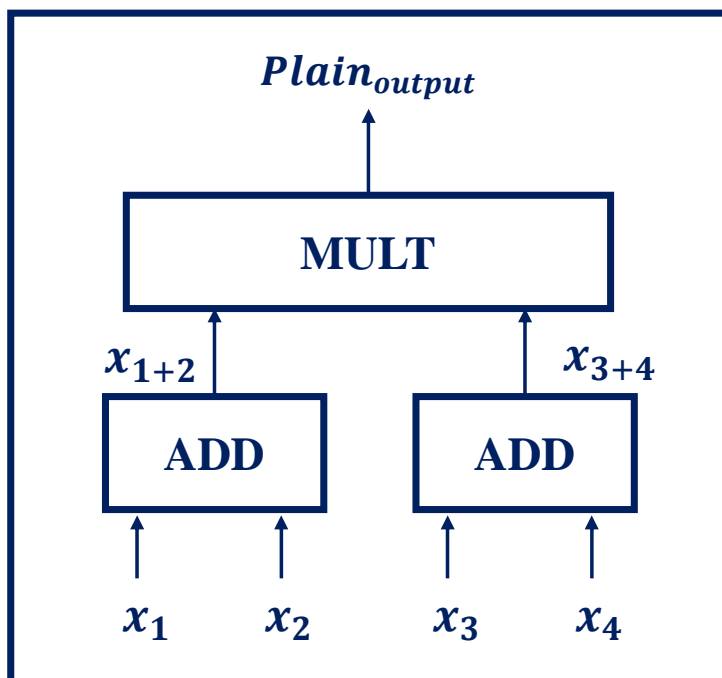 Plain_output
MULT
x_1+2 x_3+4
ADD ADD
x_1 x_2 x_3 x_4